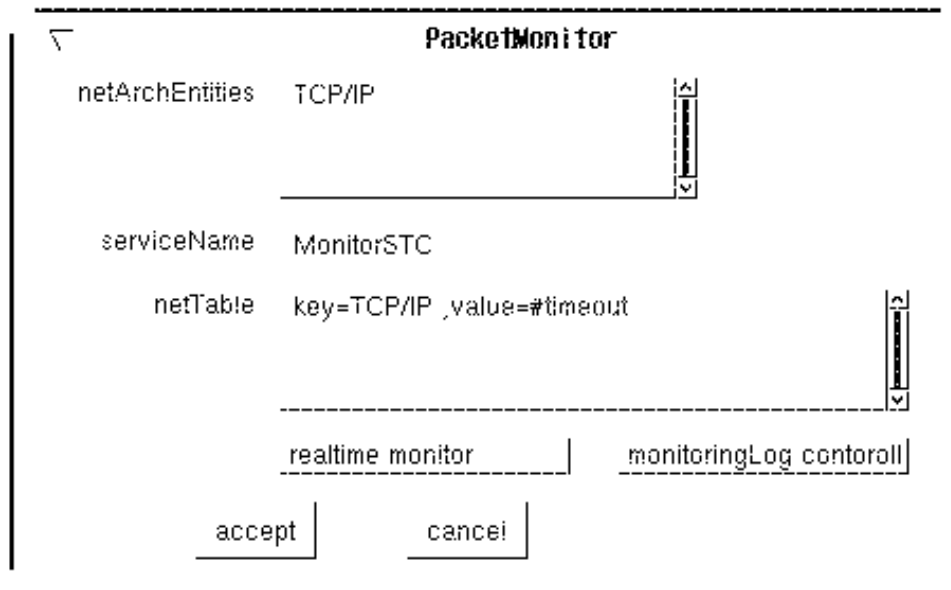 PacketMonitor
netArchEntities TCP/IP
serviceName MonitorSTC
netTable key=TCP/IP ,value=#timeout
realtime monitor monitoringLog contoroll
accept cancel